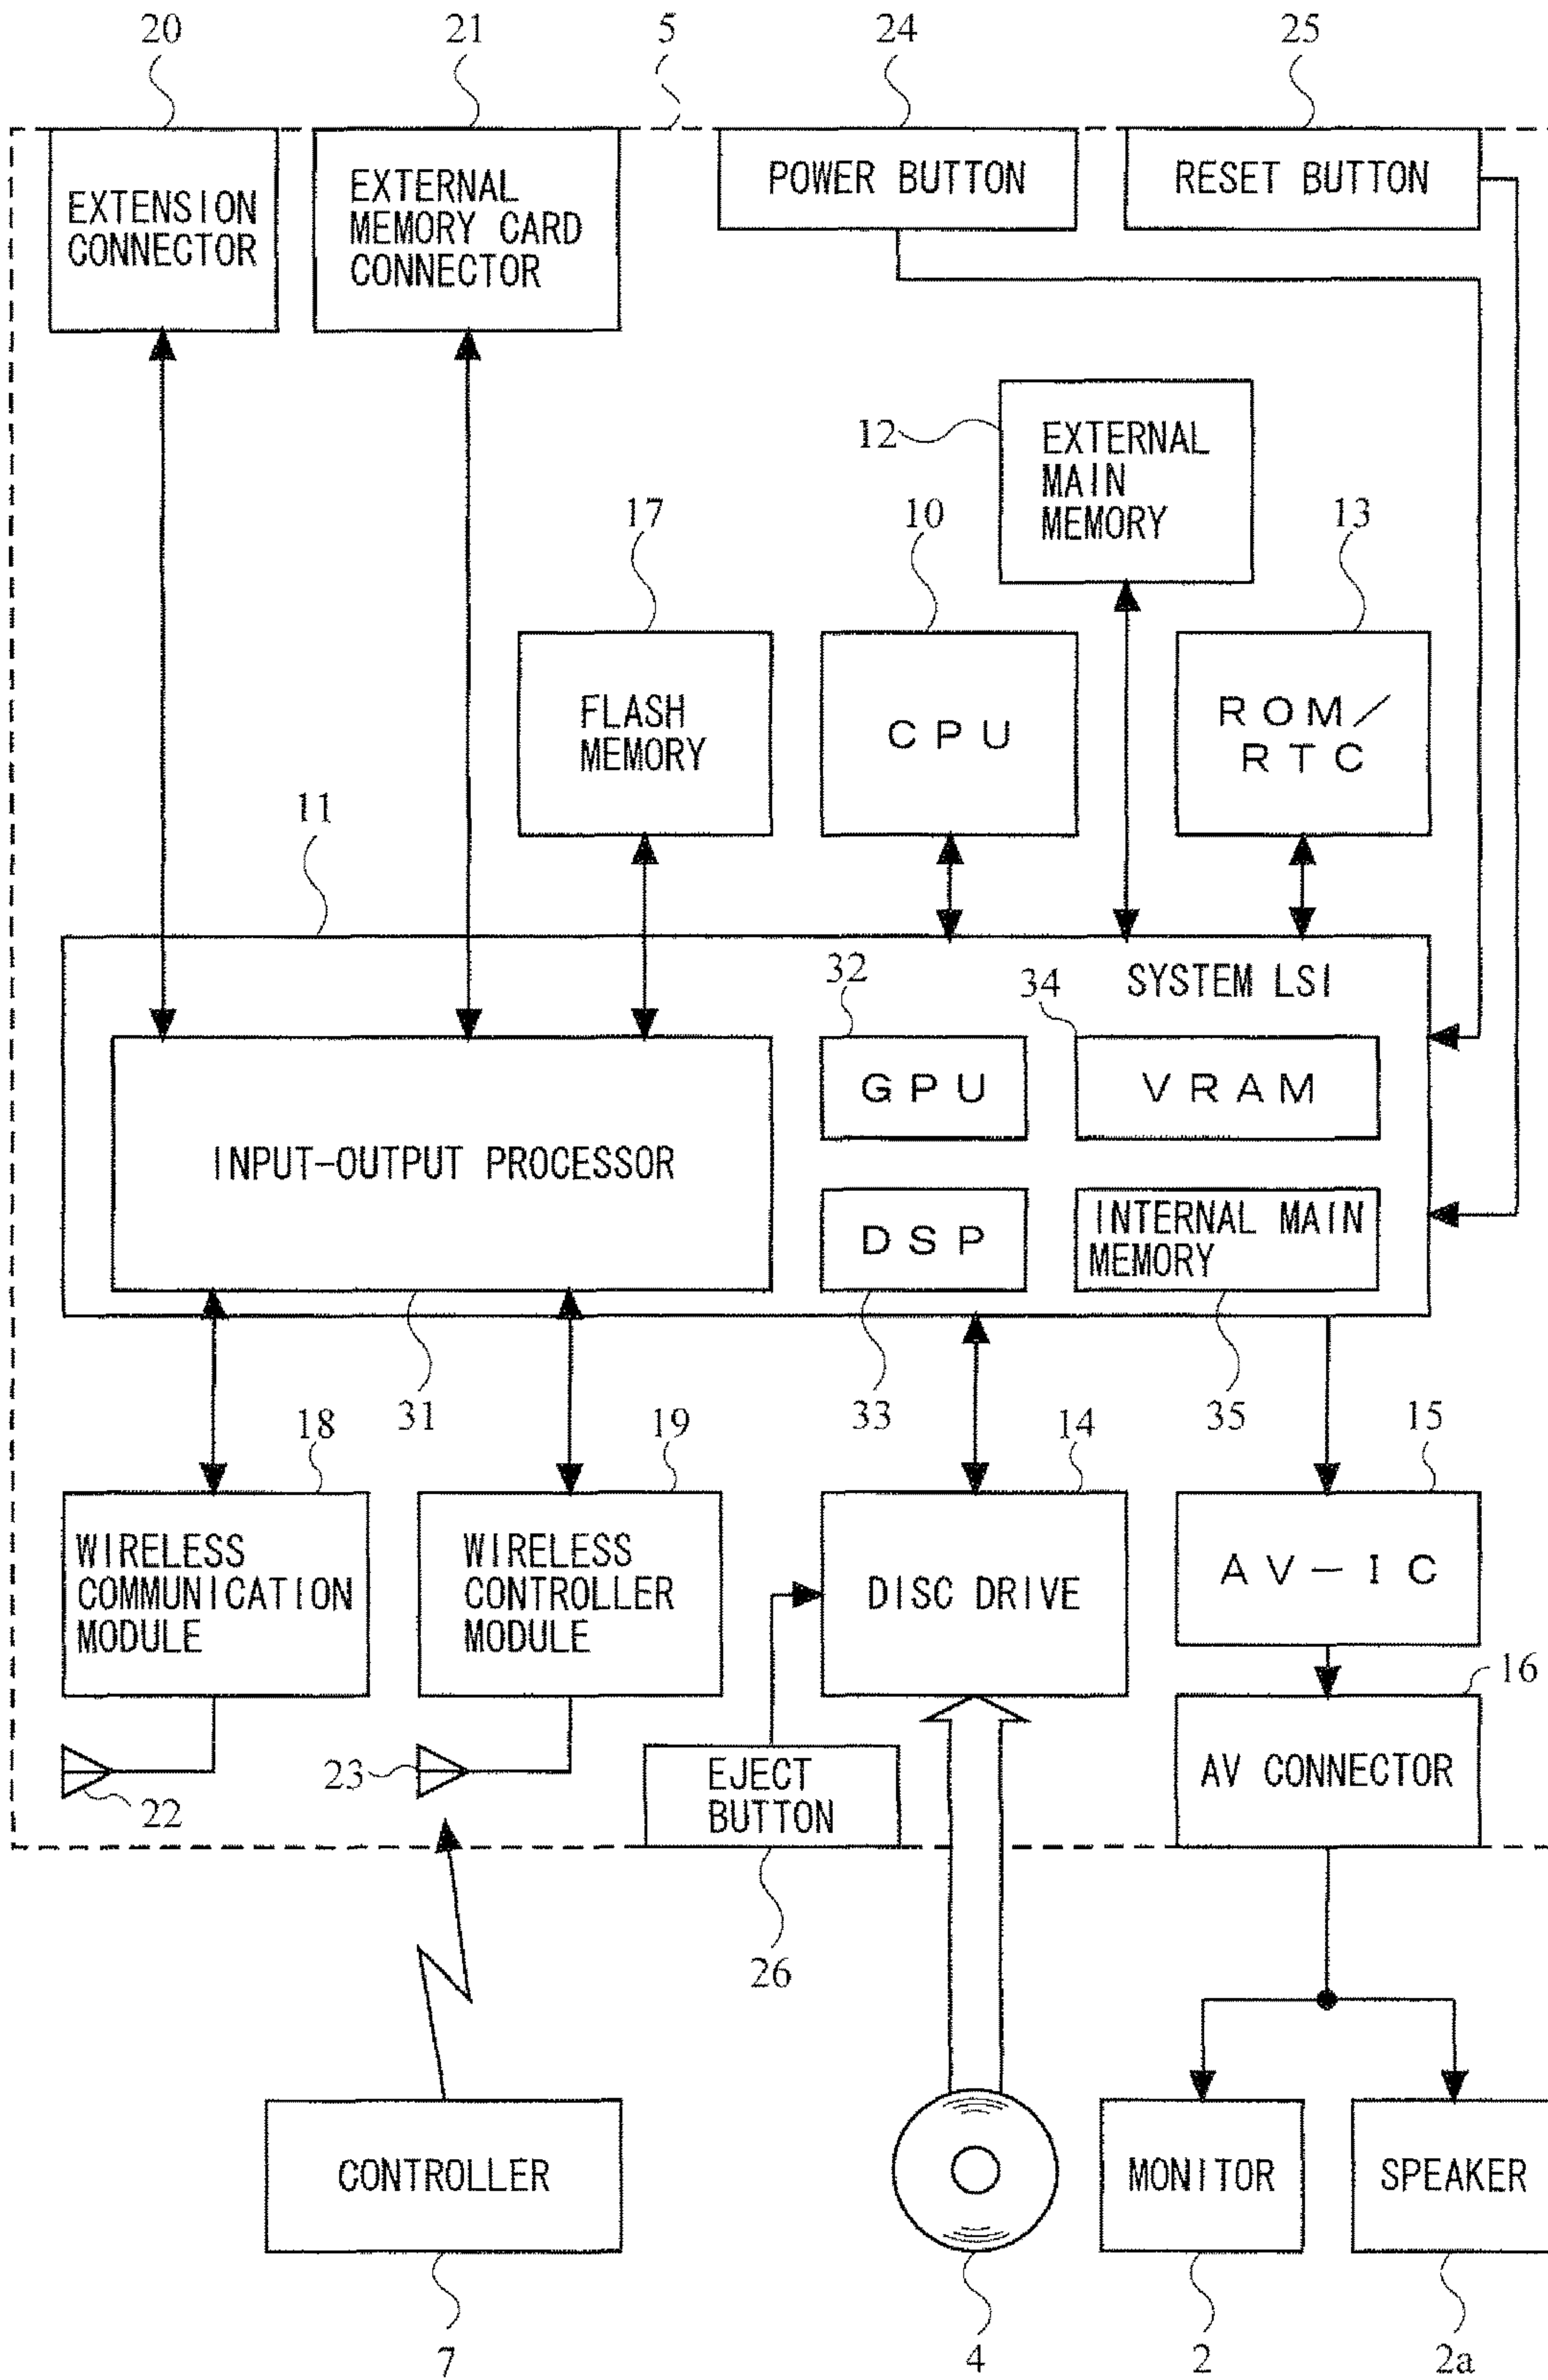 20
21
5
24
25
EXTENSION
CONNECTOR
EXTERNAL
MEMORY CARD
CONNECTOR
POWER BUTTON
RESET BUTTON
12
EXTERNAL
MAIN
MEMORY
17
10
13
FLASH
MEMORY
CPU
ROM/
RTC
11
SYSTEM LSI
32
34
GPU
VRAM
INPUT-OUTPUT PROCESSOR
DSP
INTERNAL MAIN
MEMORY
31
33
35
18
19
14
15
WIRELESS
COMMUNICATION
MODULE
WIRELESS
CONTROLLER
MODULE
DISC DRIVE
AV-IC
16
22
23
EJECT
BUTTON
AV CONNECTOR
26
CONTROLLER
MONITOR
SPEAKER
7
4
2
2a